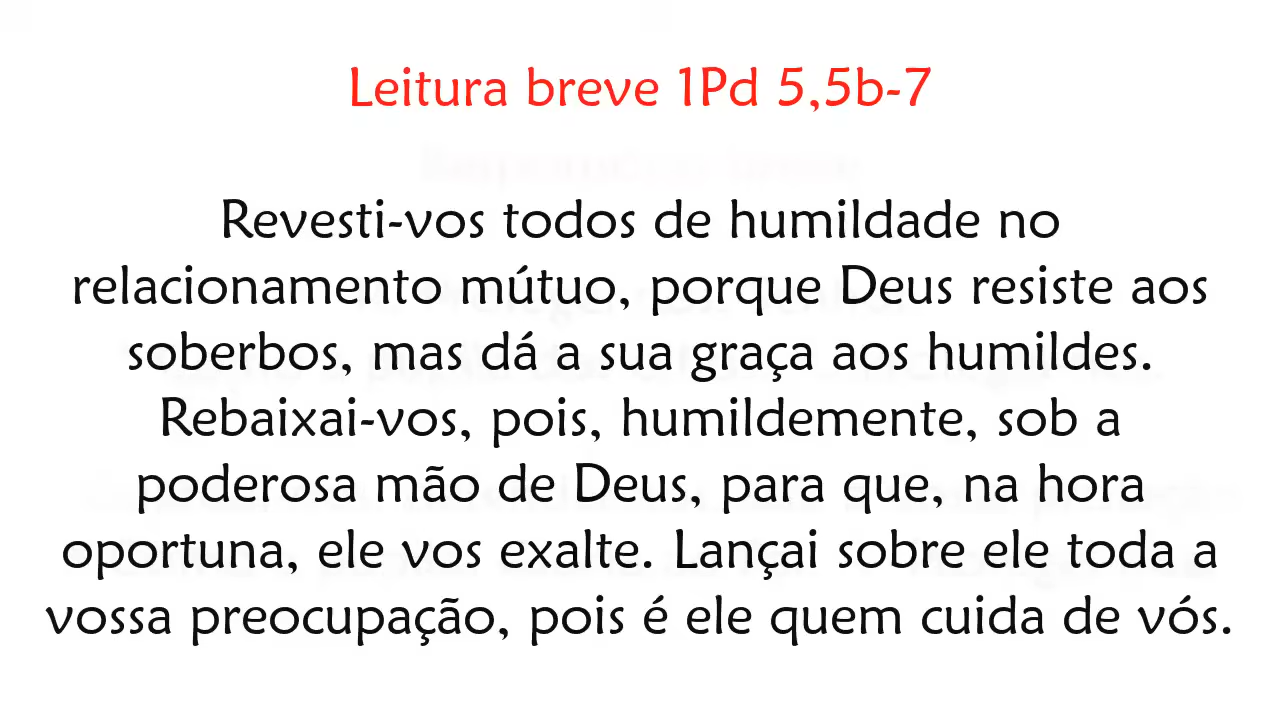 Leitura breve 1Pd 5,5b-7
Revesti-vos todos de humildade no
relacionamento mútuo, porque Deus resiste aos
soberbos, mas dá a sua graça aos humildes.
Rebaixai-vos, pois, humildemente, sob a
poderosa mão de Deus, para que, na hora
oportuna, ele vos exalte. Lançai sobre ele toda a
vossa preocupação, pois é ele quem cuida de vós.